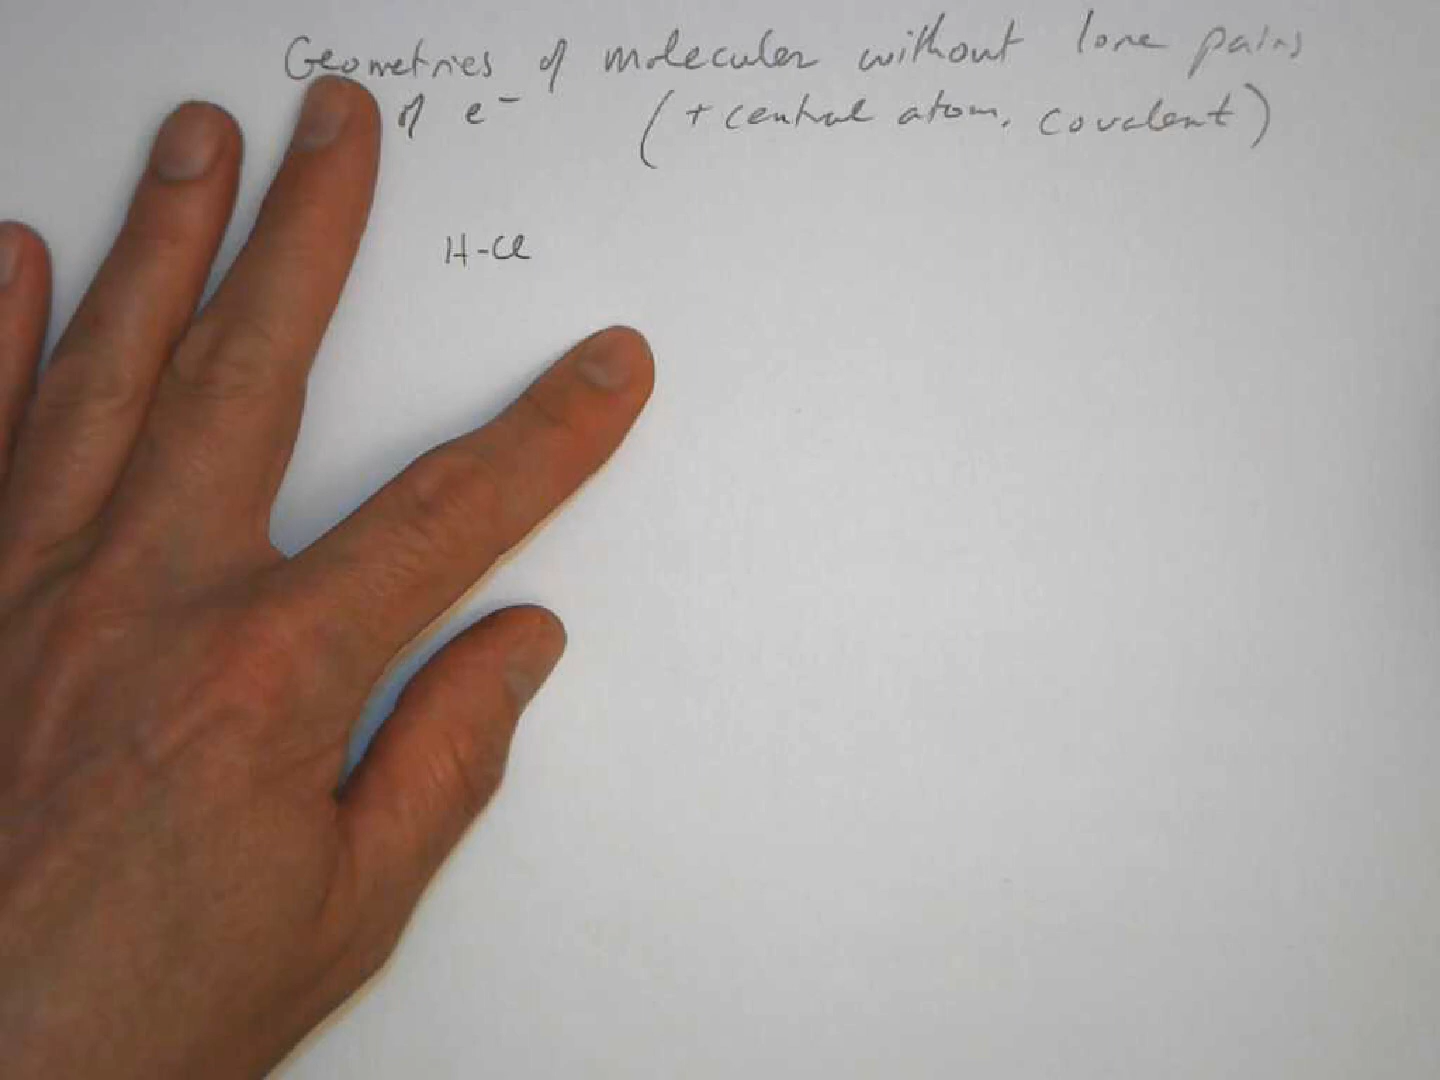 Geometries of molecules without lone pairs
of e⁻ (+ central atom, covalent)
H-Cl